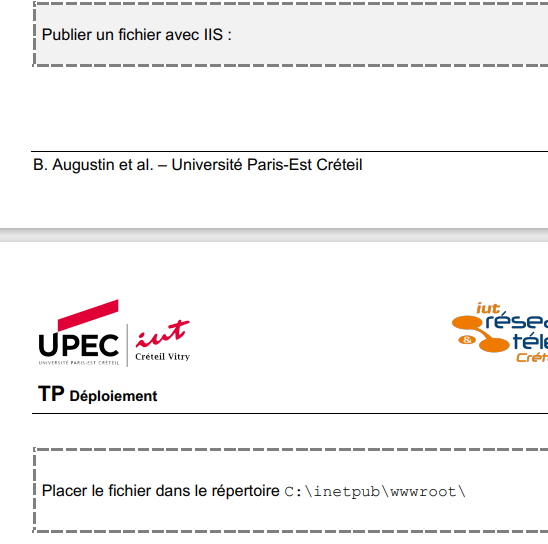 Publier un fichier avec IIS :
B. Augustin et al. – Université Paris-Est Créteil
UPEC
UNIVERSITÉ PARIS-EST CRÉTEIL
iut
Créteil Vitry
iut
&
TP Déploiement
Placer le fichier dans le répertoire C:\inetpub\wwwroot\